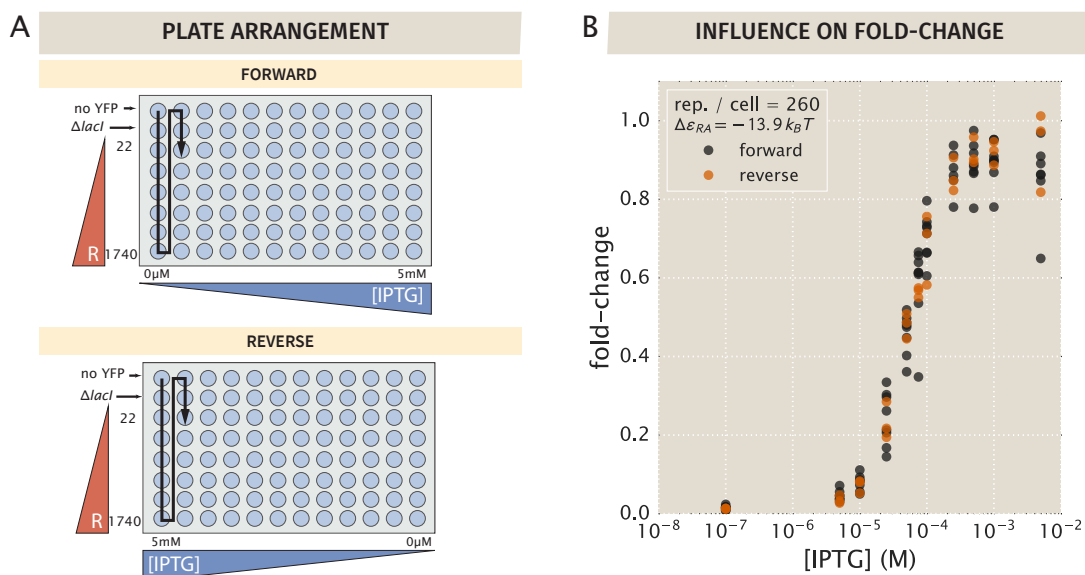 A
PLATE ARRANGEMENT
FORWARD
no YFP
ΔlacI
22
R
1740
0μM
5mM
[IPTG]
REVERSE
no YFP
ΔlacI
22
R
1740
5mM
0μM
[IPTG]
B
INFLUENCE ON FOLD-CHANGE
rep. / cell = 260
Δε_RA = −13.9 k_BT
forward
reverse
fold-change
1.0
0.8
0.6
0.4
0.2
0.0
10⁻⁸ 10⁻⁷ 10⁻⁶ 10⁻⁵ 10⁻⁴ 10⁻³ 10⁻²
[IPTG] (M)